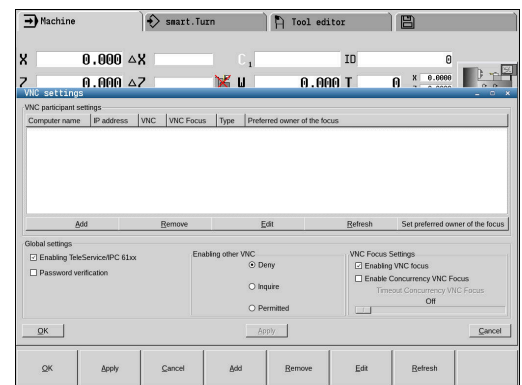 Machine smart.Turn Tool editor
X 0.000 △X C 1 ID 0
Z 0.000 △Z W 0.000 T 0 X 0.0000
VNC settings
VNC participant settings
Computer name IP address VNC VNC Focus Type Preferred owner of the focus
Add Remove Edit Refresh Set preferred owner of the focus
Global settings
Enabling TeleService/IPC 61xx
Password verification
Enabling other VNC
Deny
Inquire
Permitted
VNC Focus Settings
Enabling VNC focus
Enable Concurrency VNC Focus
Timeout Concurrency VNC Focus
Off
OK Apply Cancel
OK Apply Cancel Add Remove Edit Refresh